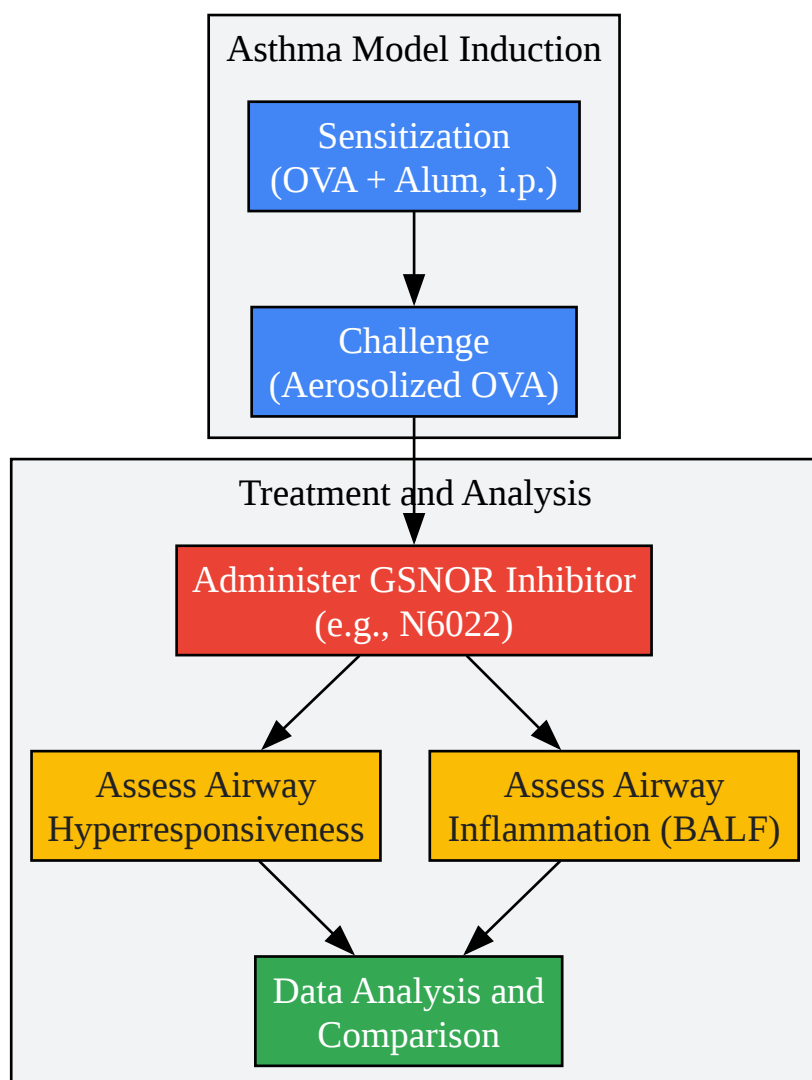 Asthma Model Induction
Sensitization
(OVA + Alum, i.p.)
Challenge
(Aerosolized OVA)
Treatment and Analysis
Administer GSNOR Inhibitor
(e.g., N6022)
Assess Airway
Hyperresponsiveness
Assess Airway
Inflammation (BALF)
Data Analysis and
Comparison